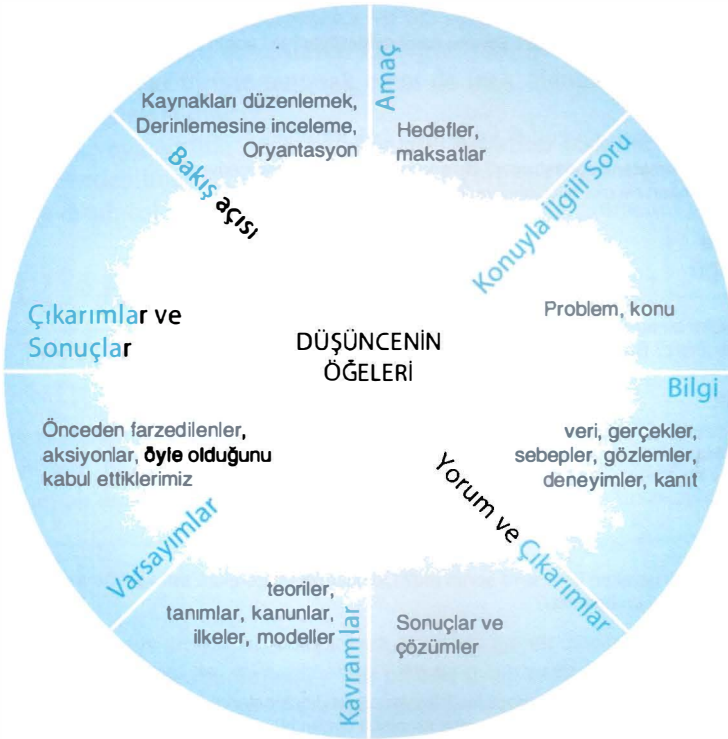 Amaç
Hedefler,
maksatlar
Konuyla İlgili Soru
Problem, konu
Bilgi
veri, gerçekler,
sebepler, gözlemler,
deneyimler, kanıt
Yorum ve Çıkarımlar
Sonuçlar ve
çözümler
Kavramlar
teoriler,
tanımlar, kanunlar,
ilkeler, modeller
Varsayımlar
Önceden farzedilenler,
aksiyonlar, öyle olduğunu
kabul ettiklerimiz
Çıkarımlar ve
Sonuçlar
Bakış açısı
Kaynakları düzenlemek,
Derinlemesine inceleme,
Oryantasyon
DÜŞÜNCENİN
ÖĞELERİ